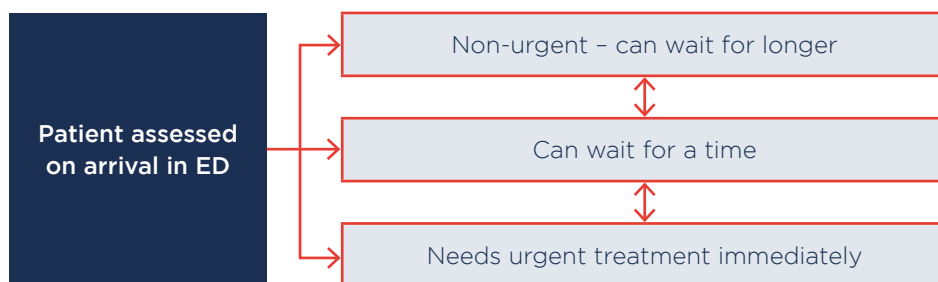 Patient assessed
on arrival in ED
Non-urgent – can wait for longer
Can wait for a time
Needs urgent treatment immediately